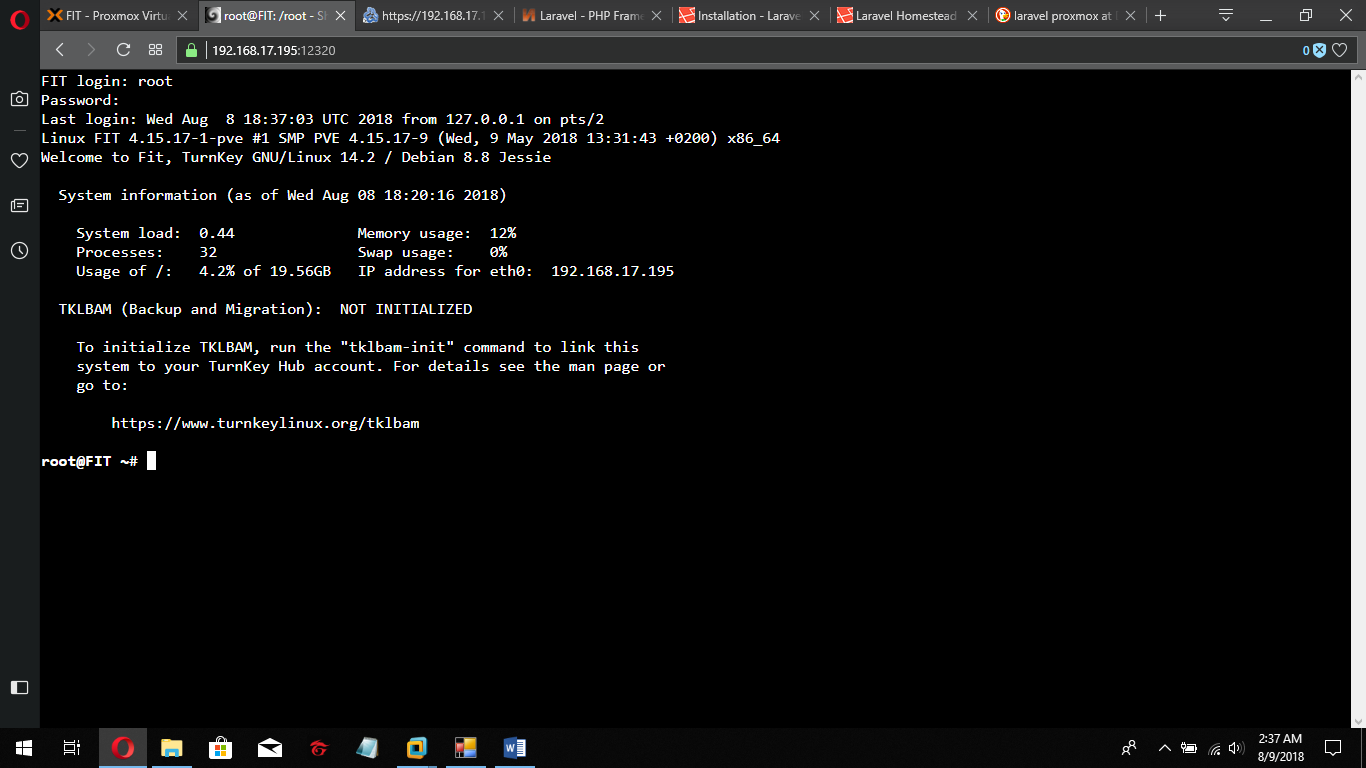 FIT - Proxmox Virtu
root@FIT: /root - S
https://192.168.17.1
Laravel - PHP Fram
Installation - Larave
Laravel Homestead
laravel proxmox at
192.168.17.195:12320
0
FIT login: root
Password:
Last login: Wed Aug  8 18:37:03 UTC 2018 from 127.0.0.1 on pts/2
Linux FIT 4.15.17-1-pve #1 SMP PVE 4.15.17-9 (Wed, 9 May 2018 13:31:43 +0200) x86_64
Welcome to Fit, TurnKey GNU/Linux 14.2 / Debian 8.8 Jessie
System information (as of Wed Aug 08 18:20:16 2018)
System load:  0.44              Memory usage:  12%
Processes:    32                Swap usage:    0%
Usage of /:   4.2% of 19.56GB   IP address for eth0:  192.168.17.195
TKLBAM (Backup and Migration):  NOT INITIALIZED
To initialize TKLBAM, run the "tklbam-init" command to link this
system to your TurnKey Hub account. For details see the man page or
go to:
https://www.turnkeylinux.org/tklbam
root@FIT ~#
2:37 AM
8/9/2018